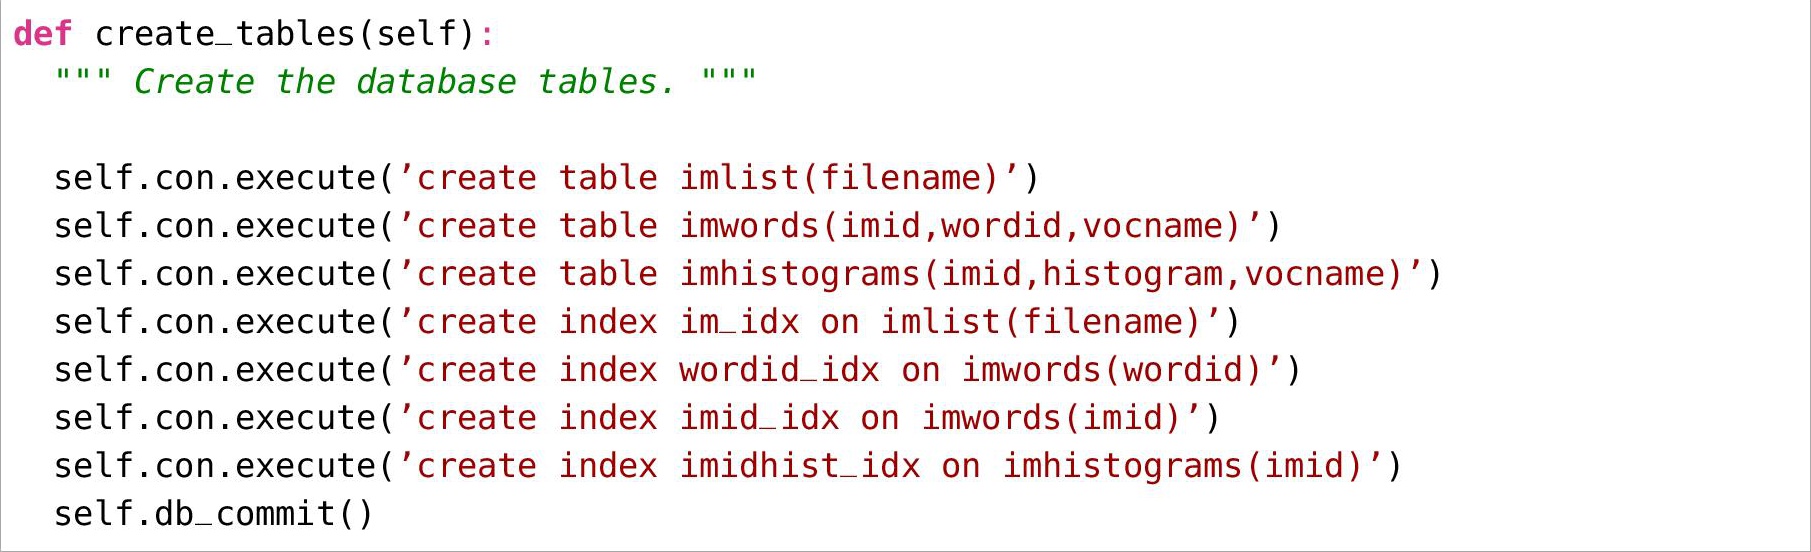 def create_tables(self):
  """ Create the database tables. """

  self.con.execute(’create table imlist(filename)’)
  self.con.execute(’create table imwords(imid,wordid,vocname)’)
  self.con.execute(’create table imhistograms(imid,histogram,vocname)’)
  self.con.execute(’create index im_idx on imlist(filename)’)
  self.con.execute(’create index wordid_idx on imwords(wordid)’)
  self.con.execute(’create index imid_idx on imwords(imid)’)
  self.con.execute(’create index imidhist_idx on imhistograms(imid)’)
  self.db_commit()